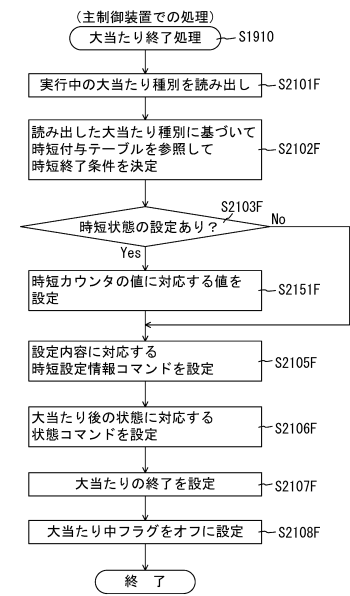 （主制御装置での処理）
大当たり終了処理
S1910
実行中の大当たり種別を読み出し
S2101F
読み出した大当たり種別に基づいて
時短付与テーブルを参照して
時短終了条件を決定
S2102F
S2103F
時短状態の設定あり？
No
Yes
時短カウンタの値に対応する値を
設定
S2151F
設定内容に対応する
時短設定情報コマンドを設定
S2105F
大当たり後の状態に対応する
状態コマンドを設定
S2106F
大当たりの終了を設定
S2107F
大当たり中フラグをオフに設定
S2108F
終 了